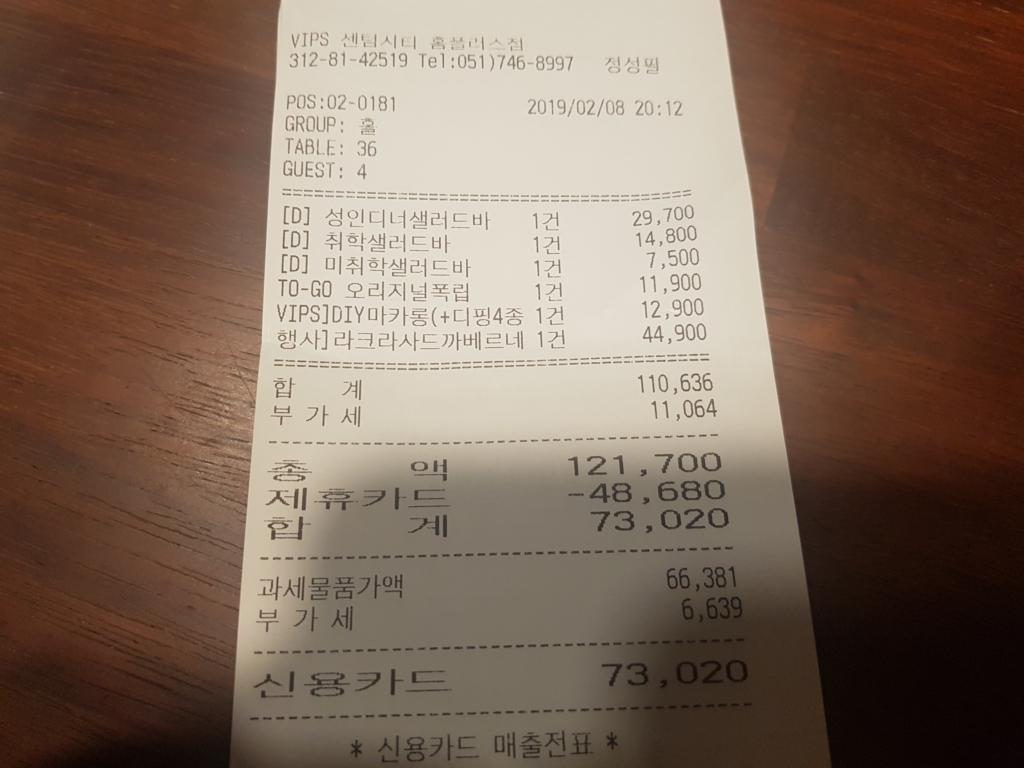 VIPS 센텀시티 홈플러스점
312-81-42519 Tel:051)746-8997 정성필
POS:02-0181 2019/02/08 20:12
GROUP: 홀
TABLE: 36
GUEST: 4
========================================
[D] 성인디너샐러드바 1건 29,700
[D] 취학샐러드바 1건 14,800
[D] 미취학샐러드바 1건 7,500
TO-GO 오리지널폭립 1건 11,900
VIPS]DIY마카롱(+디핑4종 1건 12,900
행사]라크라사드까베르네 1건 44,900
========================================
합 계 110,636
부 가 세 11,064
----------------------------------------
총 액 121,700
제휴카드 -48,680
합 계 73,020
----------------------------------------
과세물품가액 66,381
부 가 세 6,639
----------------------------------------
신용카드 73,020
----------------------------------------
* 신용카드 매출전표 *